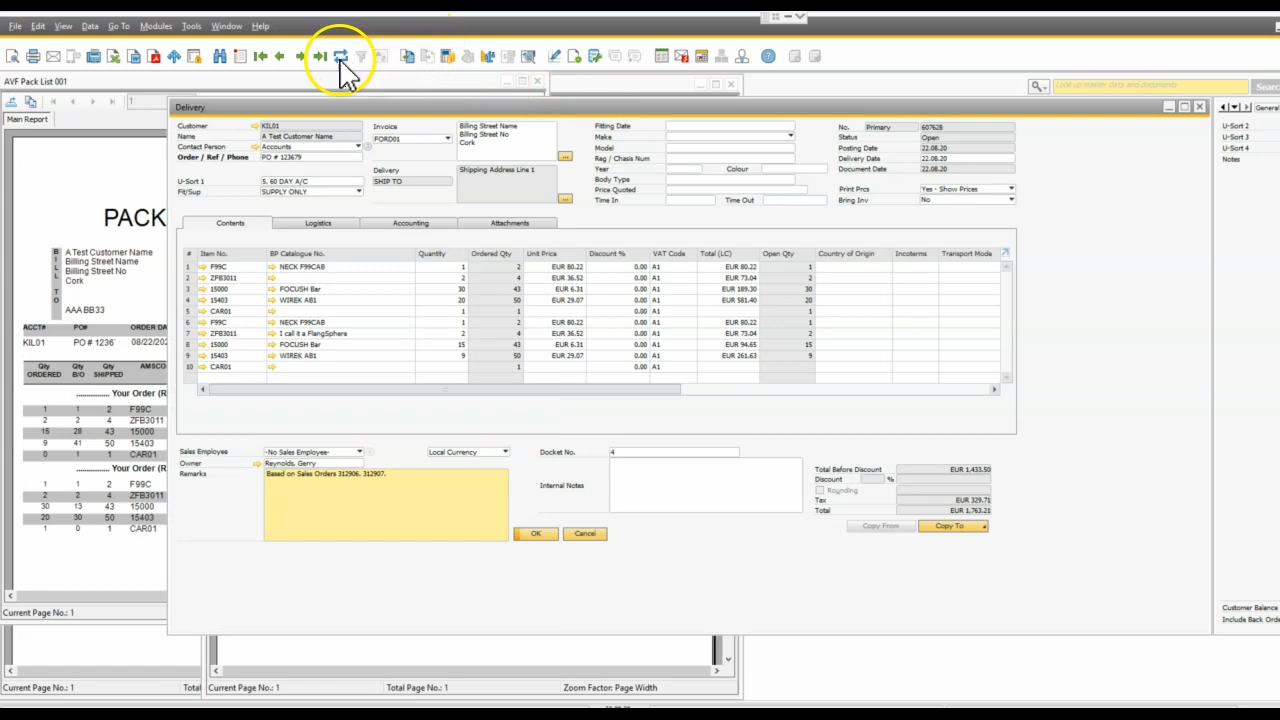 File Edit View Data Go To Modules Tools Window Help
AVF Pack List 001
Look up master data and documents
1
Delivery
General
Main Report
Customer KIL01
Name A Test Customer Name
Contact Person Accounts
Order / Ref / Phone PO # 123679
U-Sort 1 5. 60 DAY A/C
Fit/Sup SUPPLY ONLY
Invoice
FORD01
Delivery
SHIP TO
Billing Street Name
Billing Street No
Cork
...
Shipping Address Line 1
...
Fitting Date
Make
Model
Reg / Chasis Num
Year Colour
Body Type
Price Quoted
Time In Time Out
No. Primary 607628
Status Open
Posting Date 22.08.20
Delivery Date 22.08.20
Document Date 22.08.20
Print Prcs Yes - Show Prices
Bring Inv No
U-Sort 2
U-Sort 3
U-Sort 4
Notes
PACK
BILL TO
A Test Customer Name
Billing Street Name
Billing Street No
Cork
AAA BB33
ACCT# PO# ORDER DA
KIL01 PO # 1236 08/22/202
Qty ORDERED Qty B/O Qty SHIPPED AMSCO
................ Your Order (R
1 1 2 F99C
2 2 4 ZFB3011
15 28 43 15000
9 41 50 15403
0 1 1 CAR01
................ Your Order (R
1 1 2 F99C
2 2 4 ZFB3011
30 13 43 15000
20 30 50 15403
1 0 1 CAR01
Contents Logistics Accounting Attachments
# Item No. BP Catalogue No. Quantity Ordered Qty Unit Price Discount % VAT Code Total (LC) Open Qty Country of Origin Incoterms Transport Mode
1 F99C NECK F99CAB 1 2 EUR 80.22 0.00 A1 EUR 80.22 1
2 ZFB3011 2 4 EUR 36.52 0.00 A1 EUR 73.04 2
3 15000 FOCUSH Bar 30 43 EUR 6.31 0.00 A1 EUR 189.30 30
4 15403 WIREK AB1 20 50 EUR 29.07 0.00 A1 EUR 581.40 20
5 CAR01 1 1 0.00 A1 1
6 F99C NECK F99CAB 1 2 EUR 80.22 0.00 A1 EUR 80.22 1
7 ZFB3011 I call it a FlangSphere 2 4 EUR 36.52 0.00 A1 EUR 73.04 2
8 15000 FOCUSH Bar 15 43 EUR 6.31 0.00 A1 EUR 94.65 15
9 15403 WIREK AB1 9 50 EUR 29.07 0.00 A1 EUR 261.63 9
10 CAR01 1 0.00 A1
Sales Employee -No Sales Employee- Local Currency
Owner Reynolds, Gerry
Remarks Based on Sales Orders 312906. 312907.
Docket No. 4
Internal Notes
Total Before Discount EUR 1,433.50
Discount %
Rounding
Tax EUR 329.71
Total EUR 1,763.21
OK Cancel Copy From Copy To
Current Page No.: 1
Customer Balance
Include Back Orde
Current Page No.: 1 Total Current Page No.: 1 Total Page No.: 1 Zoom Factor: Page Width